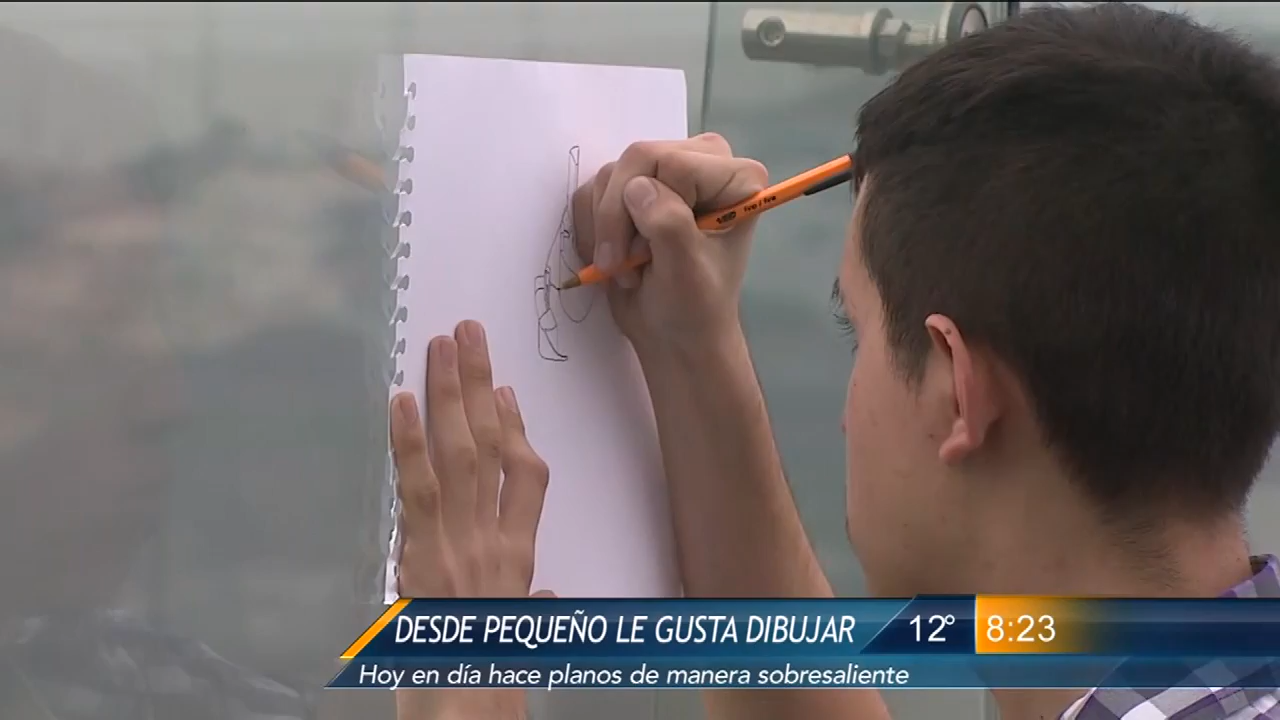 DESDE PEQUEÑO LE GUSTA DIBUJAR 12° 8:23
Hoy en día hace planos de manera sobresaliente